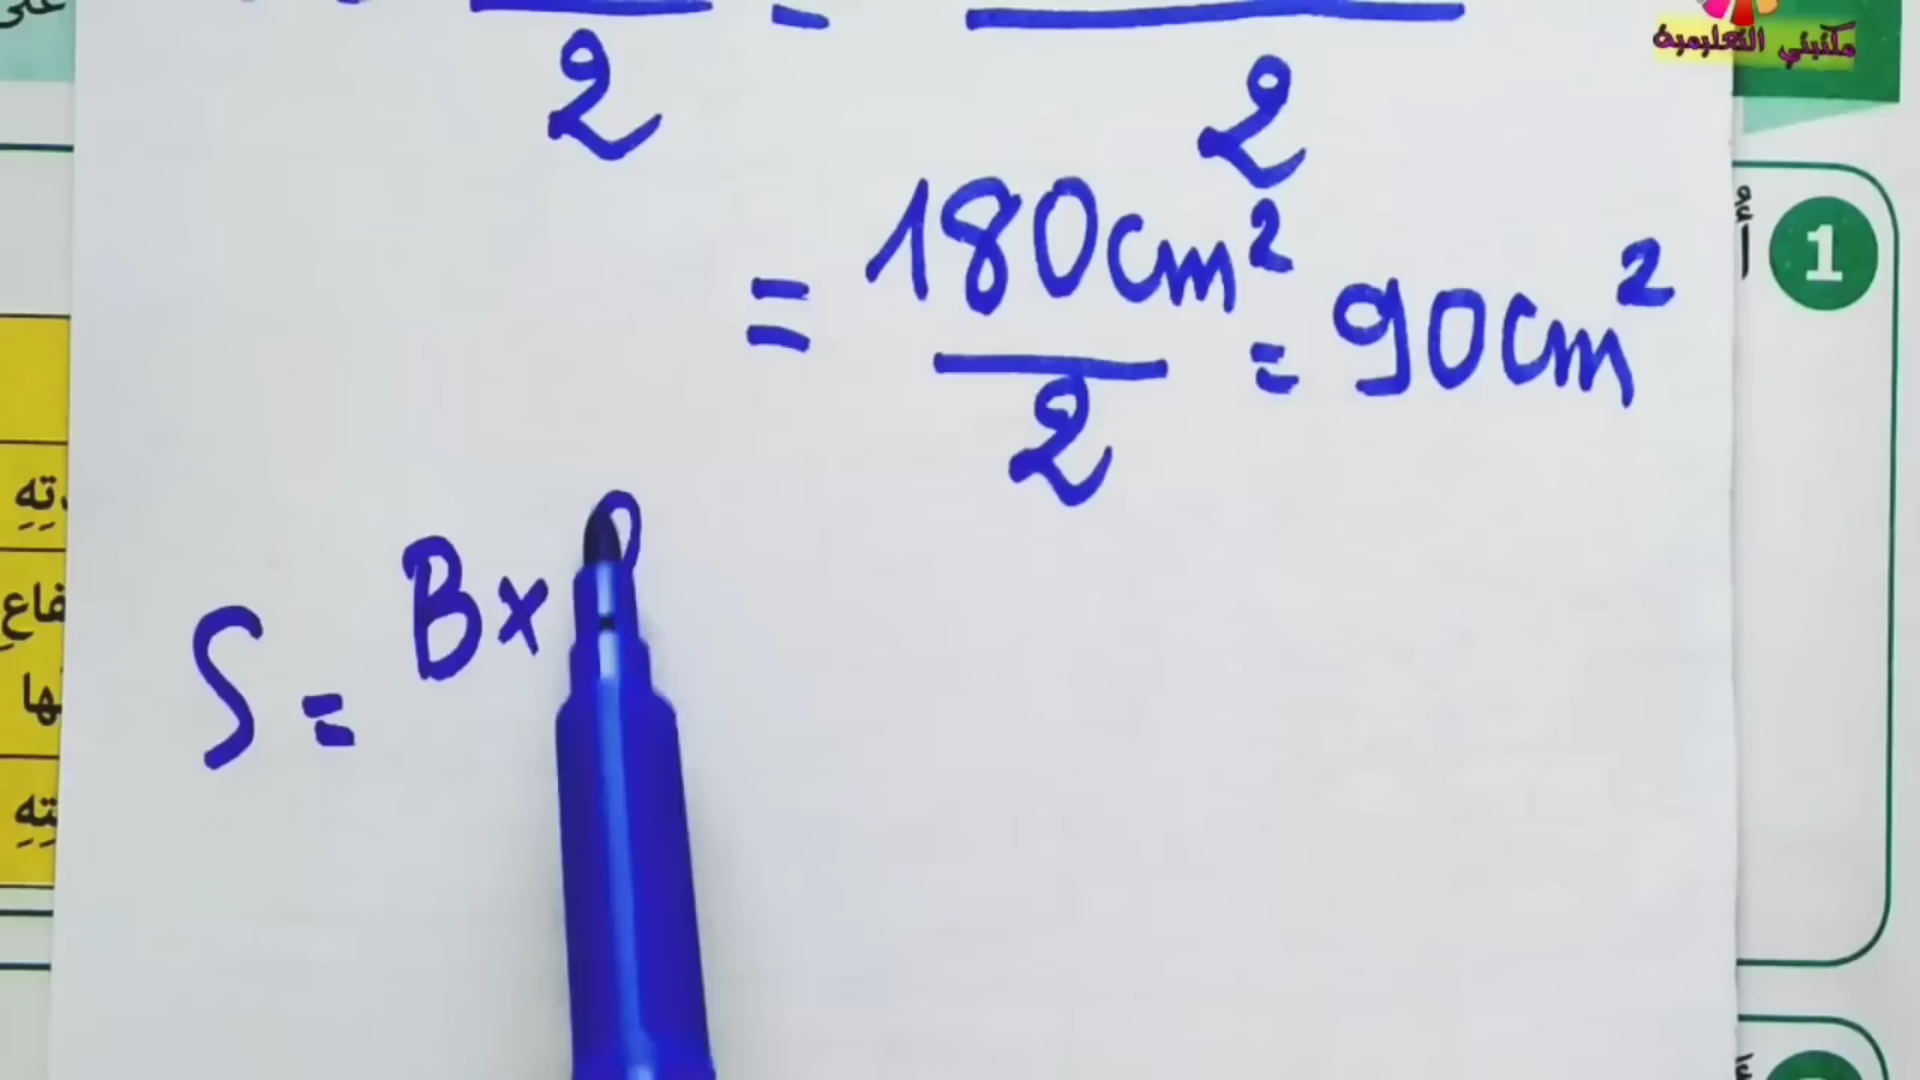 مكتبتي التعليمية
2 = 2
= 180cm² / 2 = 90cm²
S = B x
1